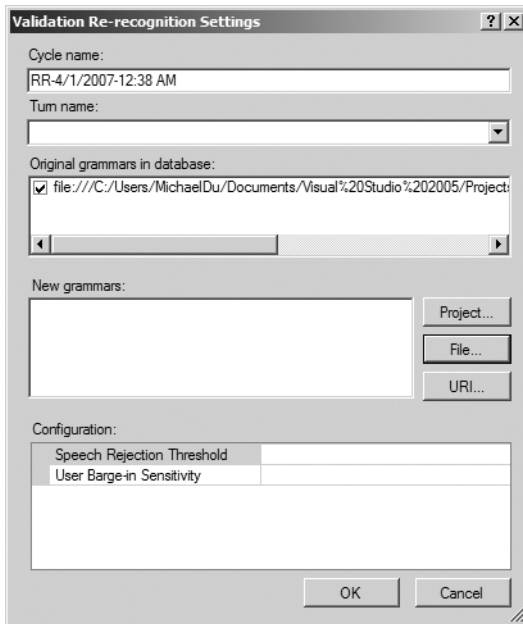 Validation Re-recognition Settings
Cycle name:
RR-4/1/2007-12:38 AM
Turn name:
Original grammars in database:
file:///C:/Users/MichaelDu/Documents/Visual%20Studio%202005/Projects
New grammars:
Project...
File...
URI...
Configuration:
Speech Rejection Threshold
User Barge-in Sensitivity
OK Cancel